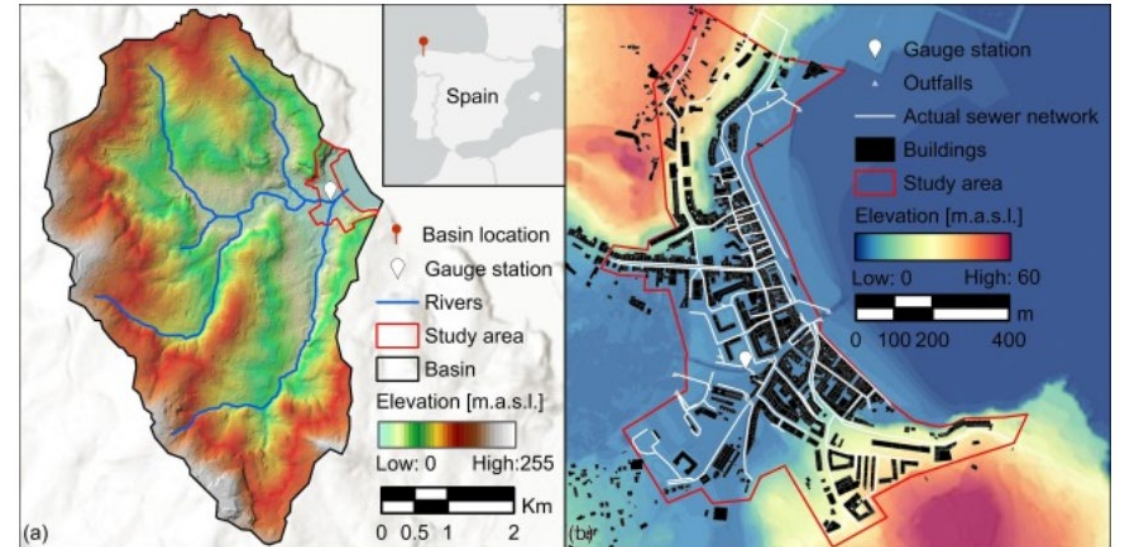 Spain
Basin location
Gauge station
Rivers
Study area
Basin
Elevation [m.a.s.l.]
Low: 0 High:255
Km
0 0.5 1 2
(a)
Gauge station
Outfalls
Actual sewer network
Buildings
Study area
Elevation [m.a.s.l.]
Low: 0 High: 60
m
0 100 200 400
(b)